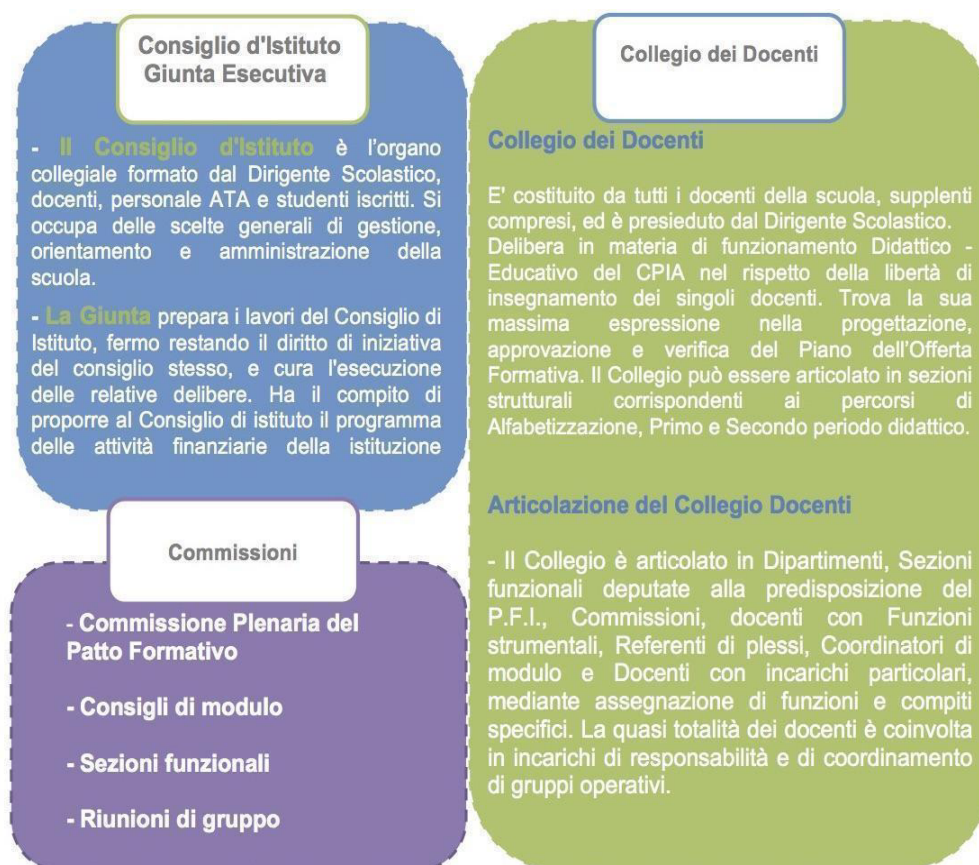 Consiglio d'Istituto
Giunta Esecutiva
- Il Consiglio d'Istituto è l'organo
collegiale formato dal Dirigente Scolastico,
docenti, personale ATA e studenti iscritti. Si
occupa delle scelte generali di gestione,
orientamento e amministrazione della
scuola.
- La Giunta prepara i lavori del Consiglio di
Istituto, fermo restando il diritto di iniziativa
del consiglio stesso, e cura l'esecuzione
delle relative delibere. Ha il compito di
proporre al Consiglio di istituto il programma
delle attività finanziarie della istituzione
Commissioni
- Commissione Plenaria del
Patto Formativo
- Consigli di modulo
- Sezioni funzionali
- Riunioni di gruppo
Collegio dei Docenti
Collegio dei Docenti
E' costituito da tutti i docenti della scuola, supplenti
compresi, ed è presieduto dal Dirigente Scolastico.
Delibera in materia di funzionamento Didattico -
Educativo del CPIA nel rispetto della libertà di
insegnamento dei singoli docenti. Trova la sua
massima espressione nella progettazione,
approvazione e verifica del Piano dell'Offerta
Formativa. Il Collegio può essere articolato in sezioni
strutturali corrispondenti ai percorsi di
Alfabetizzazione, Primo e Secondo periodo didattico.
Articolazione del Collegio Docenti
- Il Collegio è articolato in Dipartimenti, Sezioni
funzionali deputate alla predisposizione del
P.F.I., Commissioni, docenti con Funzioni
strumentali, Referenti di plessi, Coordinatori di
modulo e Docenti con incarichi particolari,
mediante assegnazione di funzioni e compiti
specifici. La quasi totalità dei docenti è coinvolta
in incarichi di responsabilità e di coordinamento
di gruppi operativi.